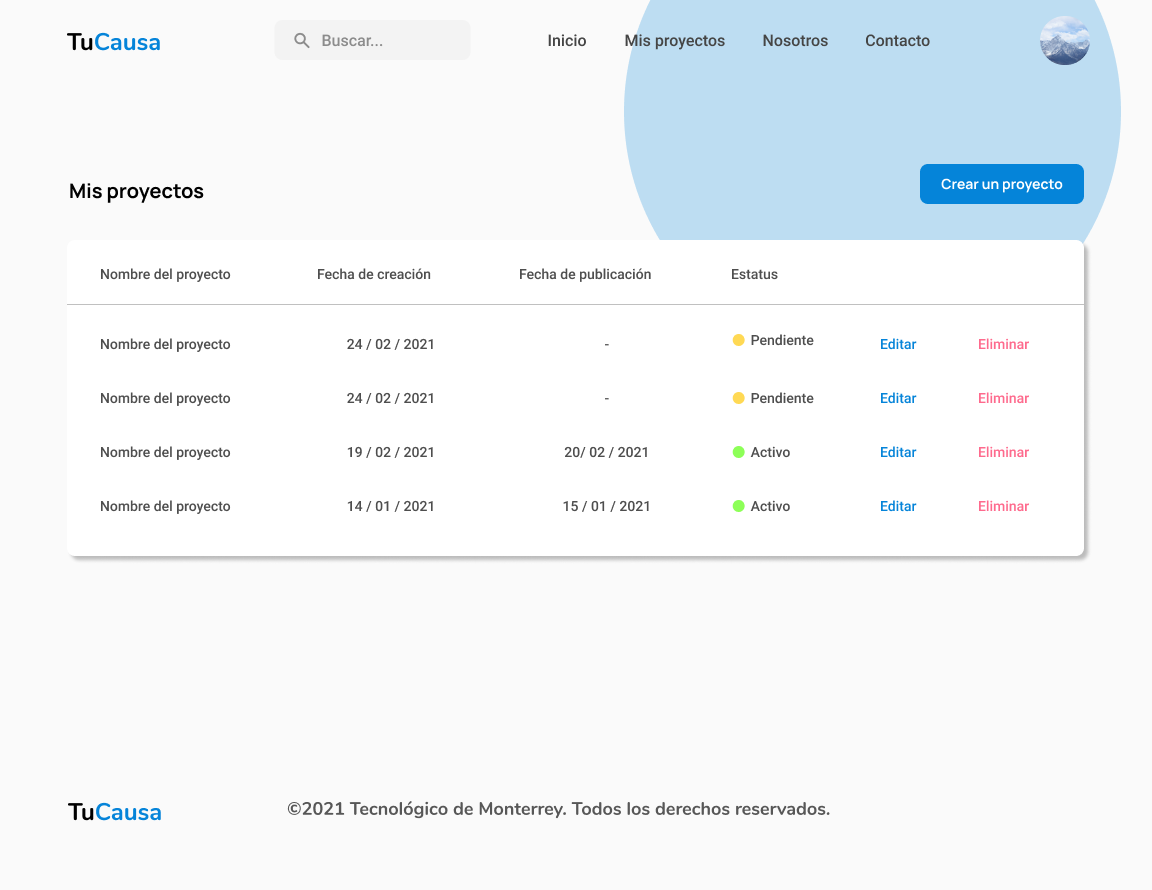 TuCausa Buscar... Inicio Mis proyectos Nosotros Contacto
Mis proyectos Crear un proyecto
Nombre del proyecto Fecha de creación Fecha de publicación Estatus
Nombre del proyecto 24 / 02 / 2021 - Pendiente Editar Eliminar
Nombre del proyecto 24 / 02 / 2021 - Pendiente Editar Eliminar
Nombre del proyecto 19 / 02 / 2021 20/ 02 / 2021 Activo Editar Eliminar
Nombre del proyecto 14 / 01 / 2021 15 / 01 / 2021 Activo Editar Eliminar
TuCausa ©2021 Tecnológico de Monterrey. Todos los derechos reservados.